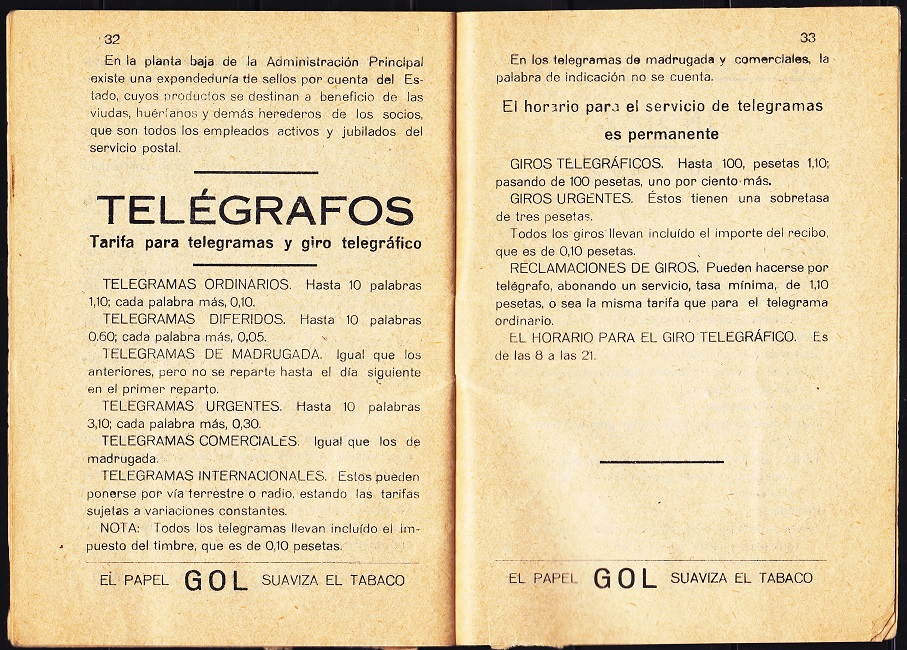 32
En la planta baja de la Administración Principal
existe una expendeduría de sellos por cuenta del Es-
tado, cuyos productos se destinan a beneficio de las
viudas, huérfanos y demás herederos de los socios,
que son todos los empleados activos y jubilados del
servicio postal.
TELÉGRAFOS
Tarifa para telegramas y giro telegráfico
TELEGRAMAS ORDINARIOS. Hasta 10 palabras
1,10; cada palabra más, 0,10.
TELEGRAMAS DIFERIDOS. Hasta 10 palabras
0.60; cada palabra más, 0,05.
TELEGRAMAS DE MADRUGADA. Igual que los
anteriores, pero no se reparte hasta el día siguiente
en el primer reparto.
TELEGRAMAS URGENTES. Hasta 10 palabras
3,10; cada palabra más, 0,30.
TELEGRAMAS COMERCIALES. Igual que los de
madrugada.
TELEGRAMAS INTERNACIONALES. Estos pueden
ponerse por vía terrestre o radio, estando las tarifas
sujetas a variaciones constantes.
NOTA: Todos los telegramas llevan incluído el im-
puesto del timbre, que es de 0,10 pesetas.
EL PAPEL GOL SUAVIZA EL TABACO
33
En los telegramas de madrugada y comerciales, la
palabra de indicación no se cuenta.
El horario para el servicio de telegramas
es permanente
GIROS TELEGRÁFICOS. Hasta 100, pesetas 1,10;
pasando de 100 pesetas, uno por ciento más.
GIROS URGENTES. Éstos tienen una sobretasa
de tres pesetas.
Todos los giros llevan incluído el importe del recibo,
que es de 0,10 pesetas.
RECLAMACIONES DE GIROS. Pueden hacerse por
telégrafo, abonando un servicio, tasa mínima, de 1,10
pesetas, o sea la misma tarifa que para el telegrama
ordinario.
EL HORARIO PARA EL GIRO TELEGRÁFICO. Es
de las 8 a las 21.
EL PAPEL GOL SUAVIZA EL TABACO